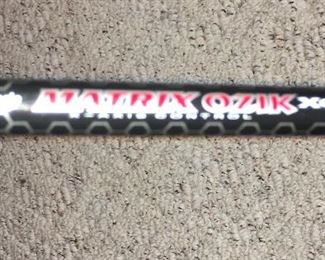 MATRIX OZIK
AXIS CONTROL